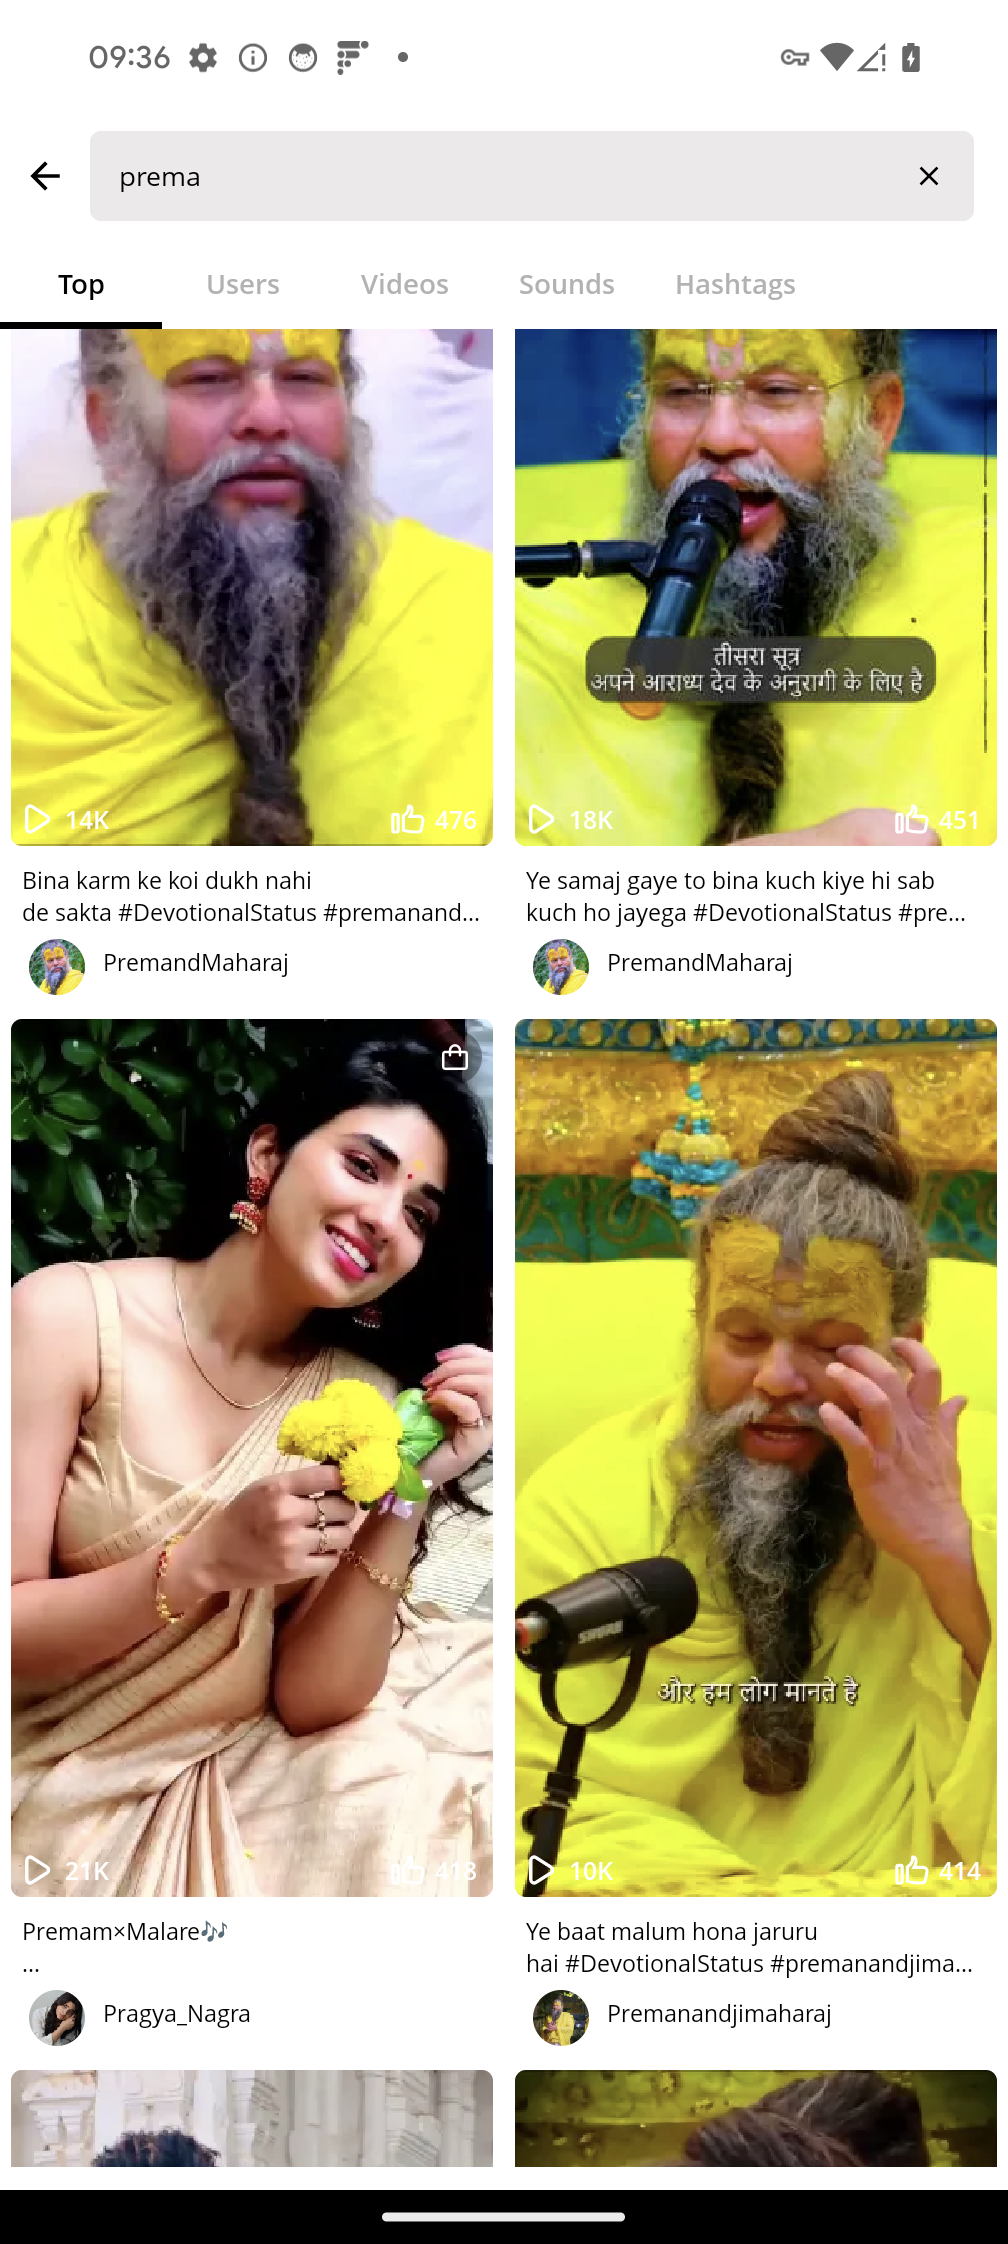 09:36
prema
Top Users Videos Sounds Hashtags
तीसरा सूत्र
अपने आराध्य देव के अनुरागी के लिए है
14K 476
18K 451
Bina karm ke koi dukh nahi
de sakta #DevotionalStatus #premanand...
PremandMaharaj
Ye samaj gaye to bina kuch kiye hi sab
kuch ho jayega #DevotionalStatus #pre...
PremandMaharaj
और हम लोग मानते है
21K 418
10K 414
Premam×Malare🎶
...
Pragya_Nagra
Ye baat malum hona jaruru
hai #DevotionalStatus #premanandjima...
Premanandjimaharaj